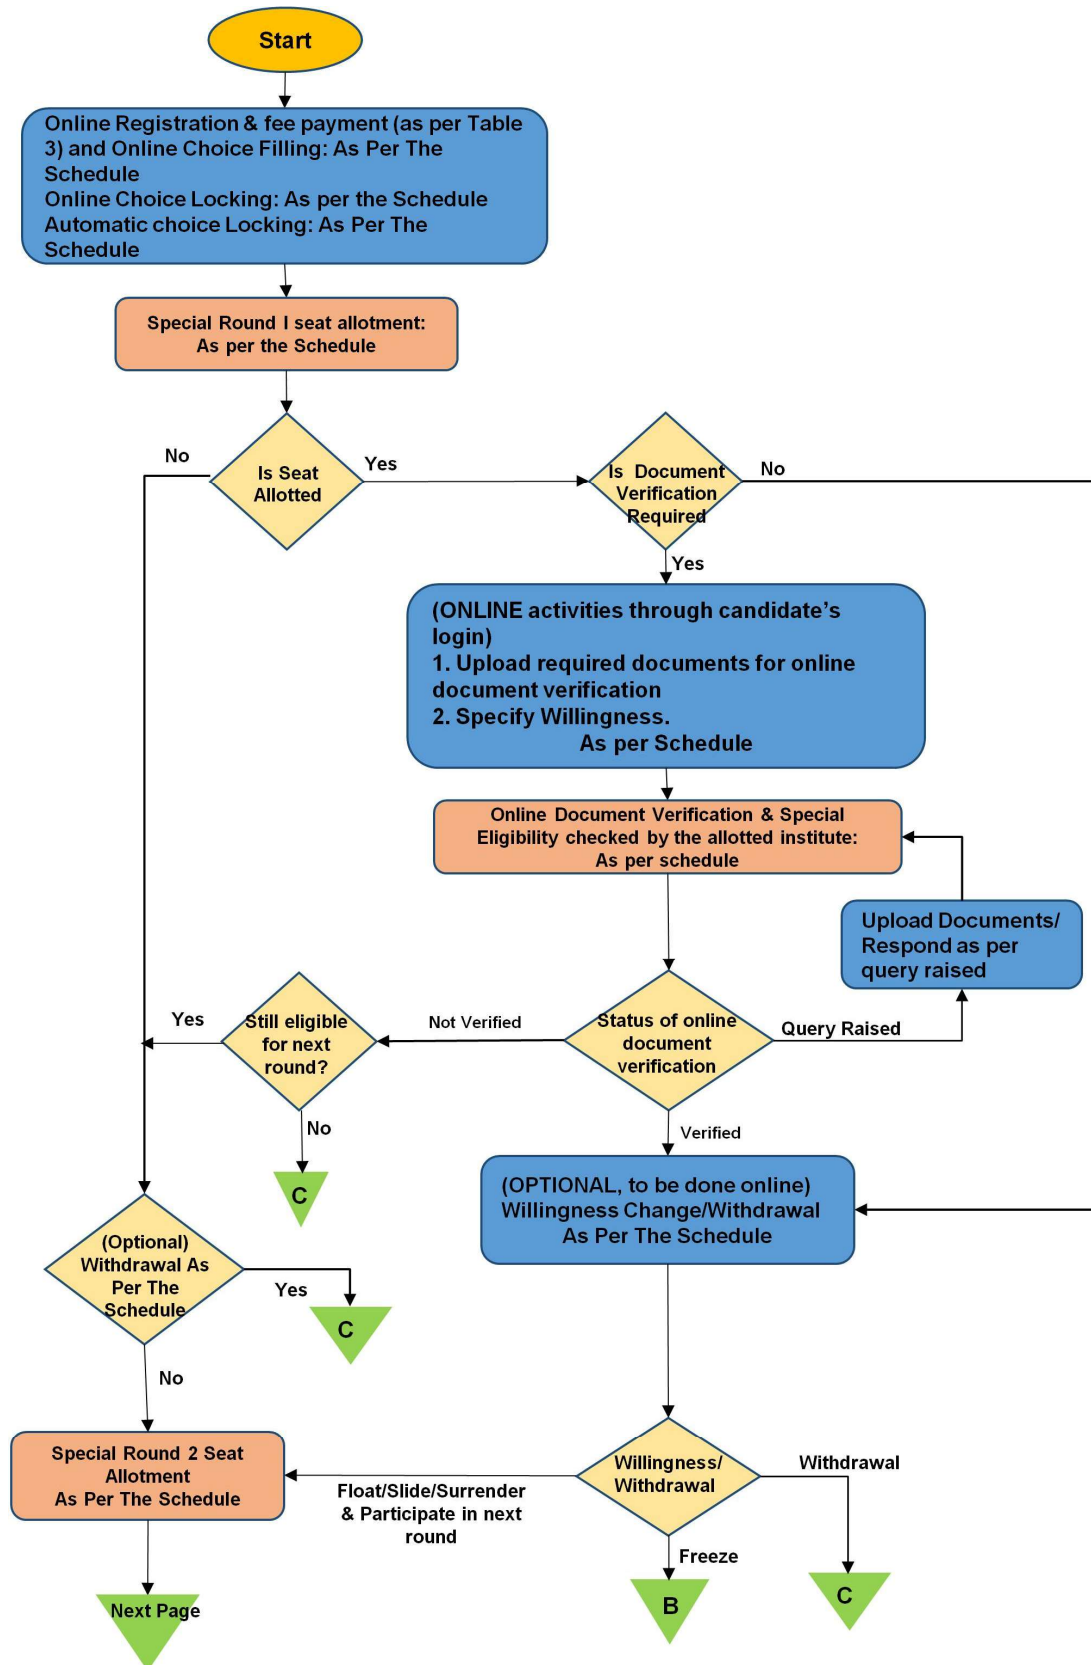 Start
Online Registration & fee payment (as per Table
3) and Online Choice Filling: As Per The
Schedule
Online Choice Locking: As per the Schedule
Automatic choice Locking: As Per The
Schedule
Special Round I seat allotment:
As per the Schedule
No
Is Seat
Allotted
Yes
Is Document
Verification
Required
No
Yes
(ONLINE activities through candidate’s
login)
1. Upload required documents for online
document verification
2. Specify Willingness.
As per Schedule
Online Document Verification & Special
Eligibility checked by the allotted institute:
As per schedule
Upload Documents/
Respond as per
query raised
Yes
Still eligible
for next
round?
Not Verified
Status of online
document
verification
Query Raised
No
C
Verified
(OPTIONAL, to be done online)
Willingness Change/Withdrawal
As Per The Schedule
(Optional)
Withdrawal As
Per The
Schedule
Yes
C
No
Special Round 2 Seat
Allotment
As Per The Schedule
Float/Slide/Surrender
& Participate in next
round
Willingness/
Withdrawal
Withdrawal
Freeze
Next Page
B
C